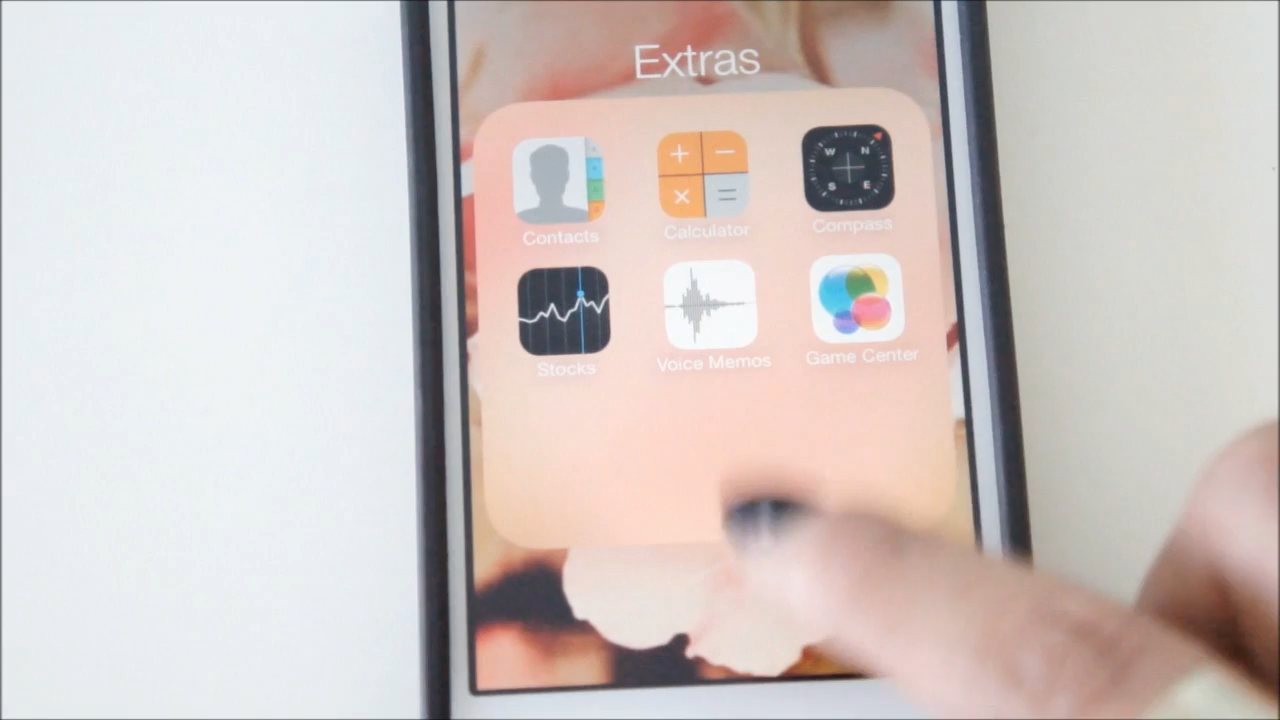 Extras
Contacts
Calculator
W N
S E
Compass
Stocks
Voice Memos
Game Center